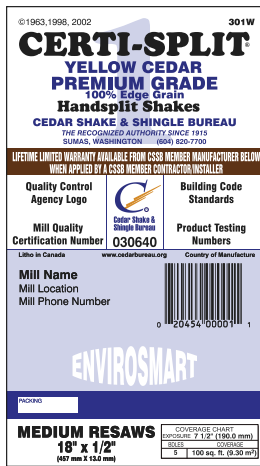 ©1963,1998, 2002 301W
CERTI-SPLIT®
YELLOW CEDAR
PREMIUM GRADE
100% Edge Grain
Handsplit Shakes
CEDAR SHAKE & SHINGLE BUREAU
THE RECOGNIZED AUTHORITY SINCE 1915
SUMAS, WASHINGTON (604) 820-7700
LIFETIME LIMITED WARRANTY AVAILABLE FROM CSSB MEMBER MANUFACTURER BELOW
WHEN APPLIED BY A CSSB MEMBER CONTRACTOR/INSTALLER
Quality Control
Agency Logo
Mill Quality
Certification Number
Cedar Shake &
Shingle Bureau
030640
Building Code
Standards
Product Testing
Numbers
Litho in Canada www.cedarbureau.org Country of Manufacture
Mill Name
Mill Location
Mill Phone Number
0 20454 00001 1
ENVIROSMART
PACKING
MEDIUM RESAWS
18" x 1/2"
(457 mm X 13.0 mm)
COVERAGE CHART
EXPOSURE 7 1/2" (190.0 mm)
BDLES COVERAGE
5 100 sq. ft. (9.30 m²)